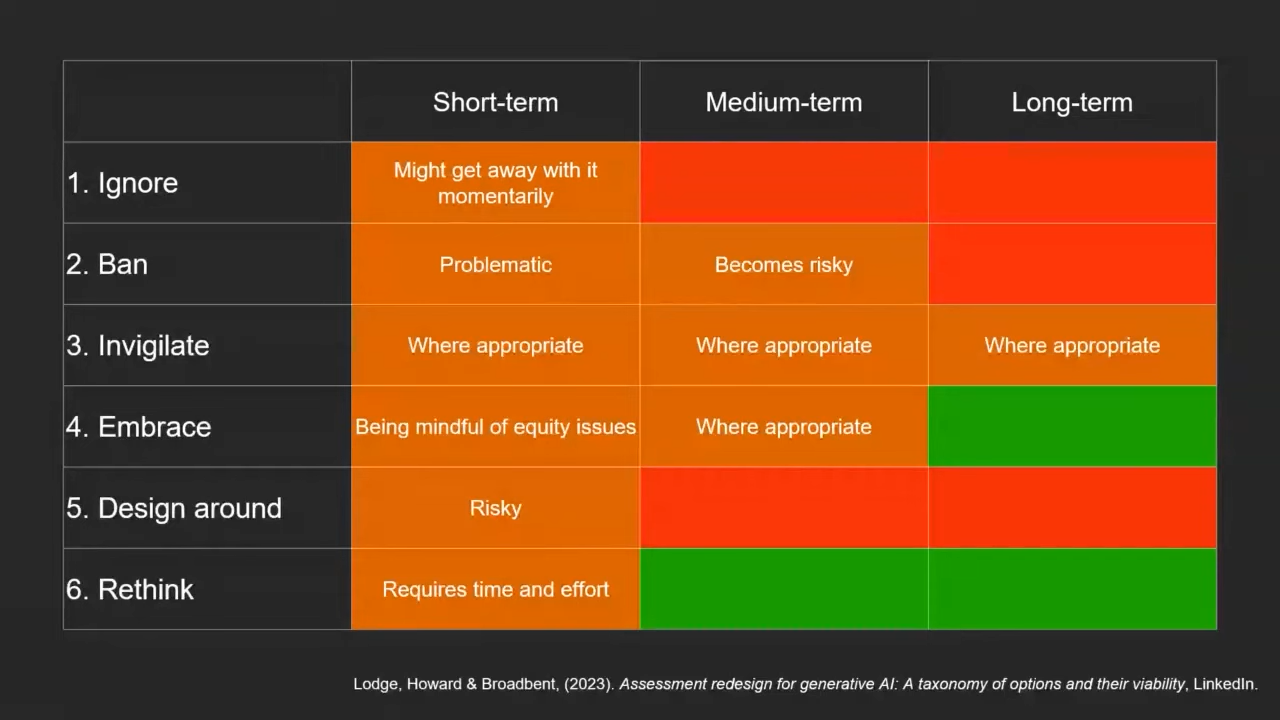 Short-term
Medium-term
Long-term
1. Ignore
Might get away with it
momentarily
2. Ban
Problematic
Becomes risky
3. Invigilate
Where appropriate
Where appropriate
Where appropriate
4. Embrace
Being mindful of equity issues
Where appropriate
5. Design around
Risky
6. Rethink
Requires time and effort
Lodge, Howard & Broadbent, (2023). Assessment redesign for generative AI: A taxonomy of options and their viability, LinkedIn.